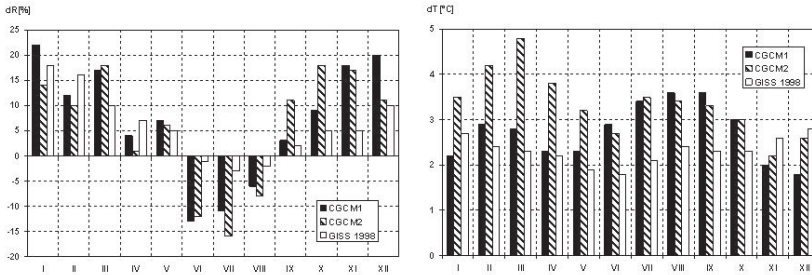 dR[%]
25
20
15
10
5
0
-5
-10
-15
-20
CGCM1
CGCM2
GISS 1998
I II III IV V VI VII VIII IX X XI XII
dT [°C]
5
4
3
2
1
0
CGCM1
CGCM2
GISS 1998
I II III IV V VI VII VIII IX X XI XII